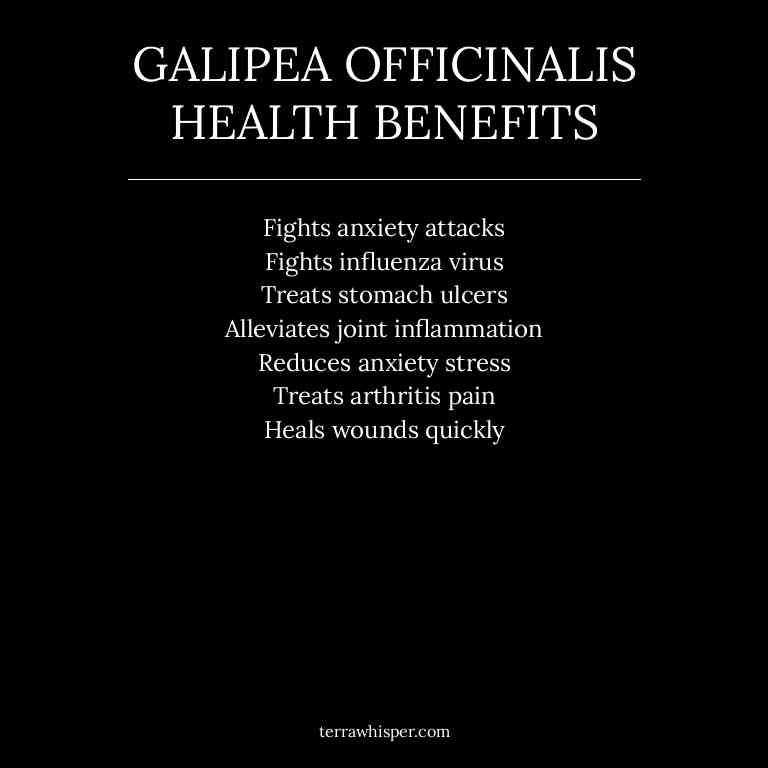 GALIPEA OFFICINALIS
HEALTH BENEFITS
Fights anxiety attacks
Fights influenza virus
Treats stomach ulcers
Alleviates joint inflammation
Reduces anxiety stress
Treats arthritis pain
Heals wounds quickly
terrawhisper.com